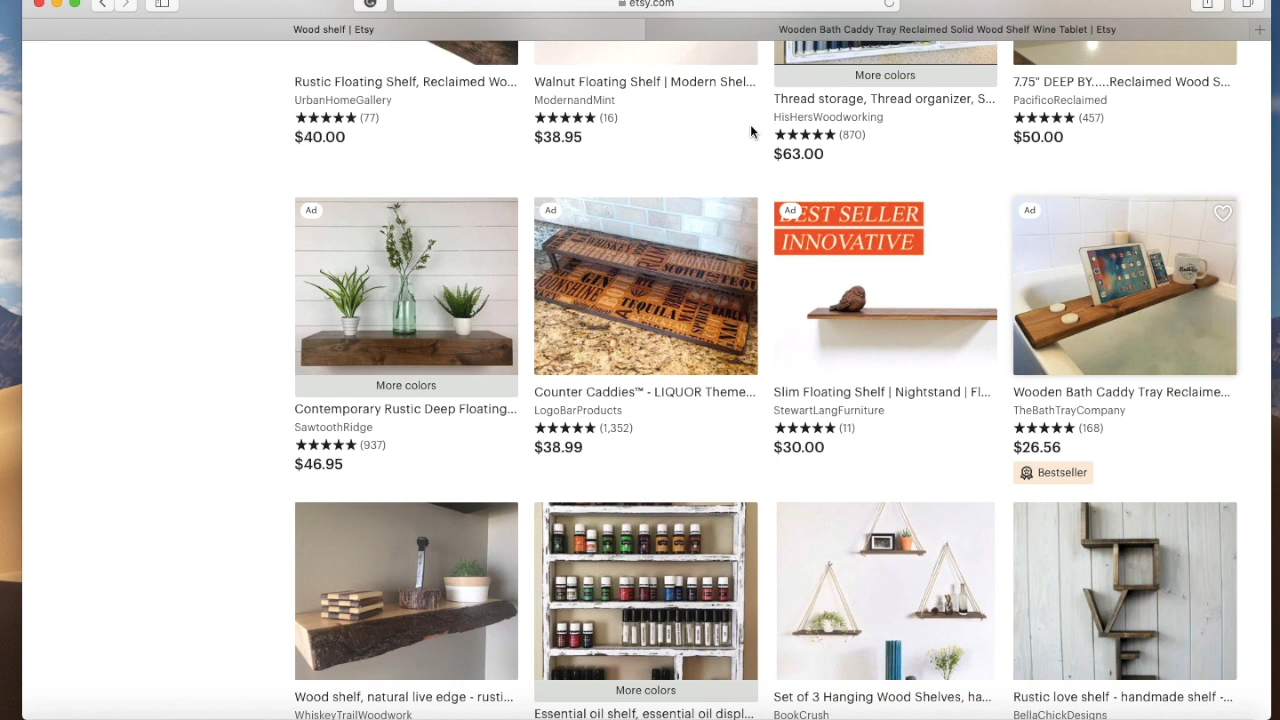 etsy.com
Wood shelf | Etsy
Wooden Bath Caddy Tray Reclaimed Solid Wood Shelf Wine Tablet | Etsy
More colors
Rustic Floating Shelf, Reclaimed Wo...
UrbanHomeGallery
★★★★★ (77)
$40.00
Walnut Floating Shelf | Modern Shel...
ModernandMint
★★★★★ (16)
$38.95
Thread storage, Thread organizer, S...
HisHersWoodworking
★★★★★ (870)
$63.00
7.75" DEEP BY.....Reclaimed Wood S...
PacificoReclaimed
★★★★★ (457)
$50.00
Ad
More colors
Contemporary Rustic Deep Floating...
SawtoothRidge
★★★★★ (937)
$46.95
Ad
WHISKEY
SCOTCH
GIN
TEQUILA
Counter Caddies™ - LIQUOR Theme...
LogoBarProducts
★★★★★ (1,352)
$38.99
Ad
BEST SELLER
INNOVATIVE
Slim Floating Shelf | Nightstand | Fl...
StewartLangFurniture
★★★★★ (11)
$30.00
Ad
Wooden Bath Caddy Tray Reclaime...
TheBathTrayCompany
★★★★★ (168)
$26.56
Bestseller
Wood shelf, natural live edge - rusti...
WhiskeyTrailWoodwork
More colors
Essential oil shelf, essential oil displ...
Set of 3 Hanging Wood Shelves, ha...
BookCrush
Rustic love shelf - handmade shelf -...
BellaChickDesigns